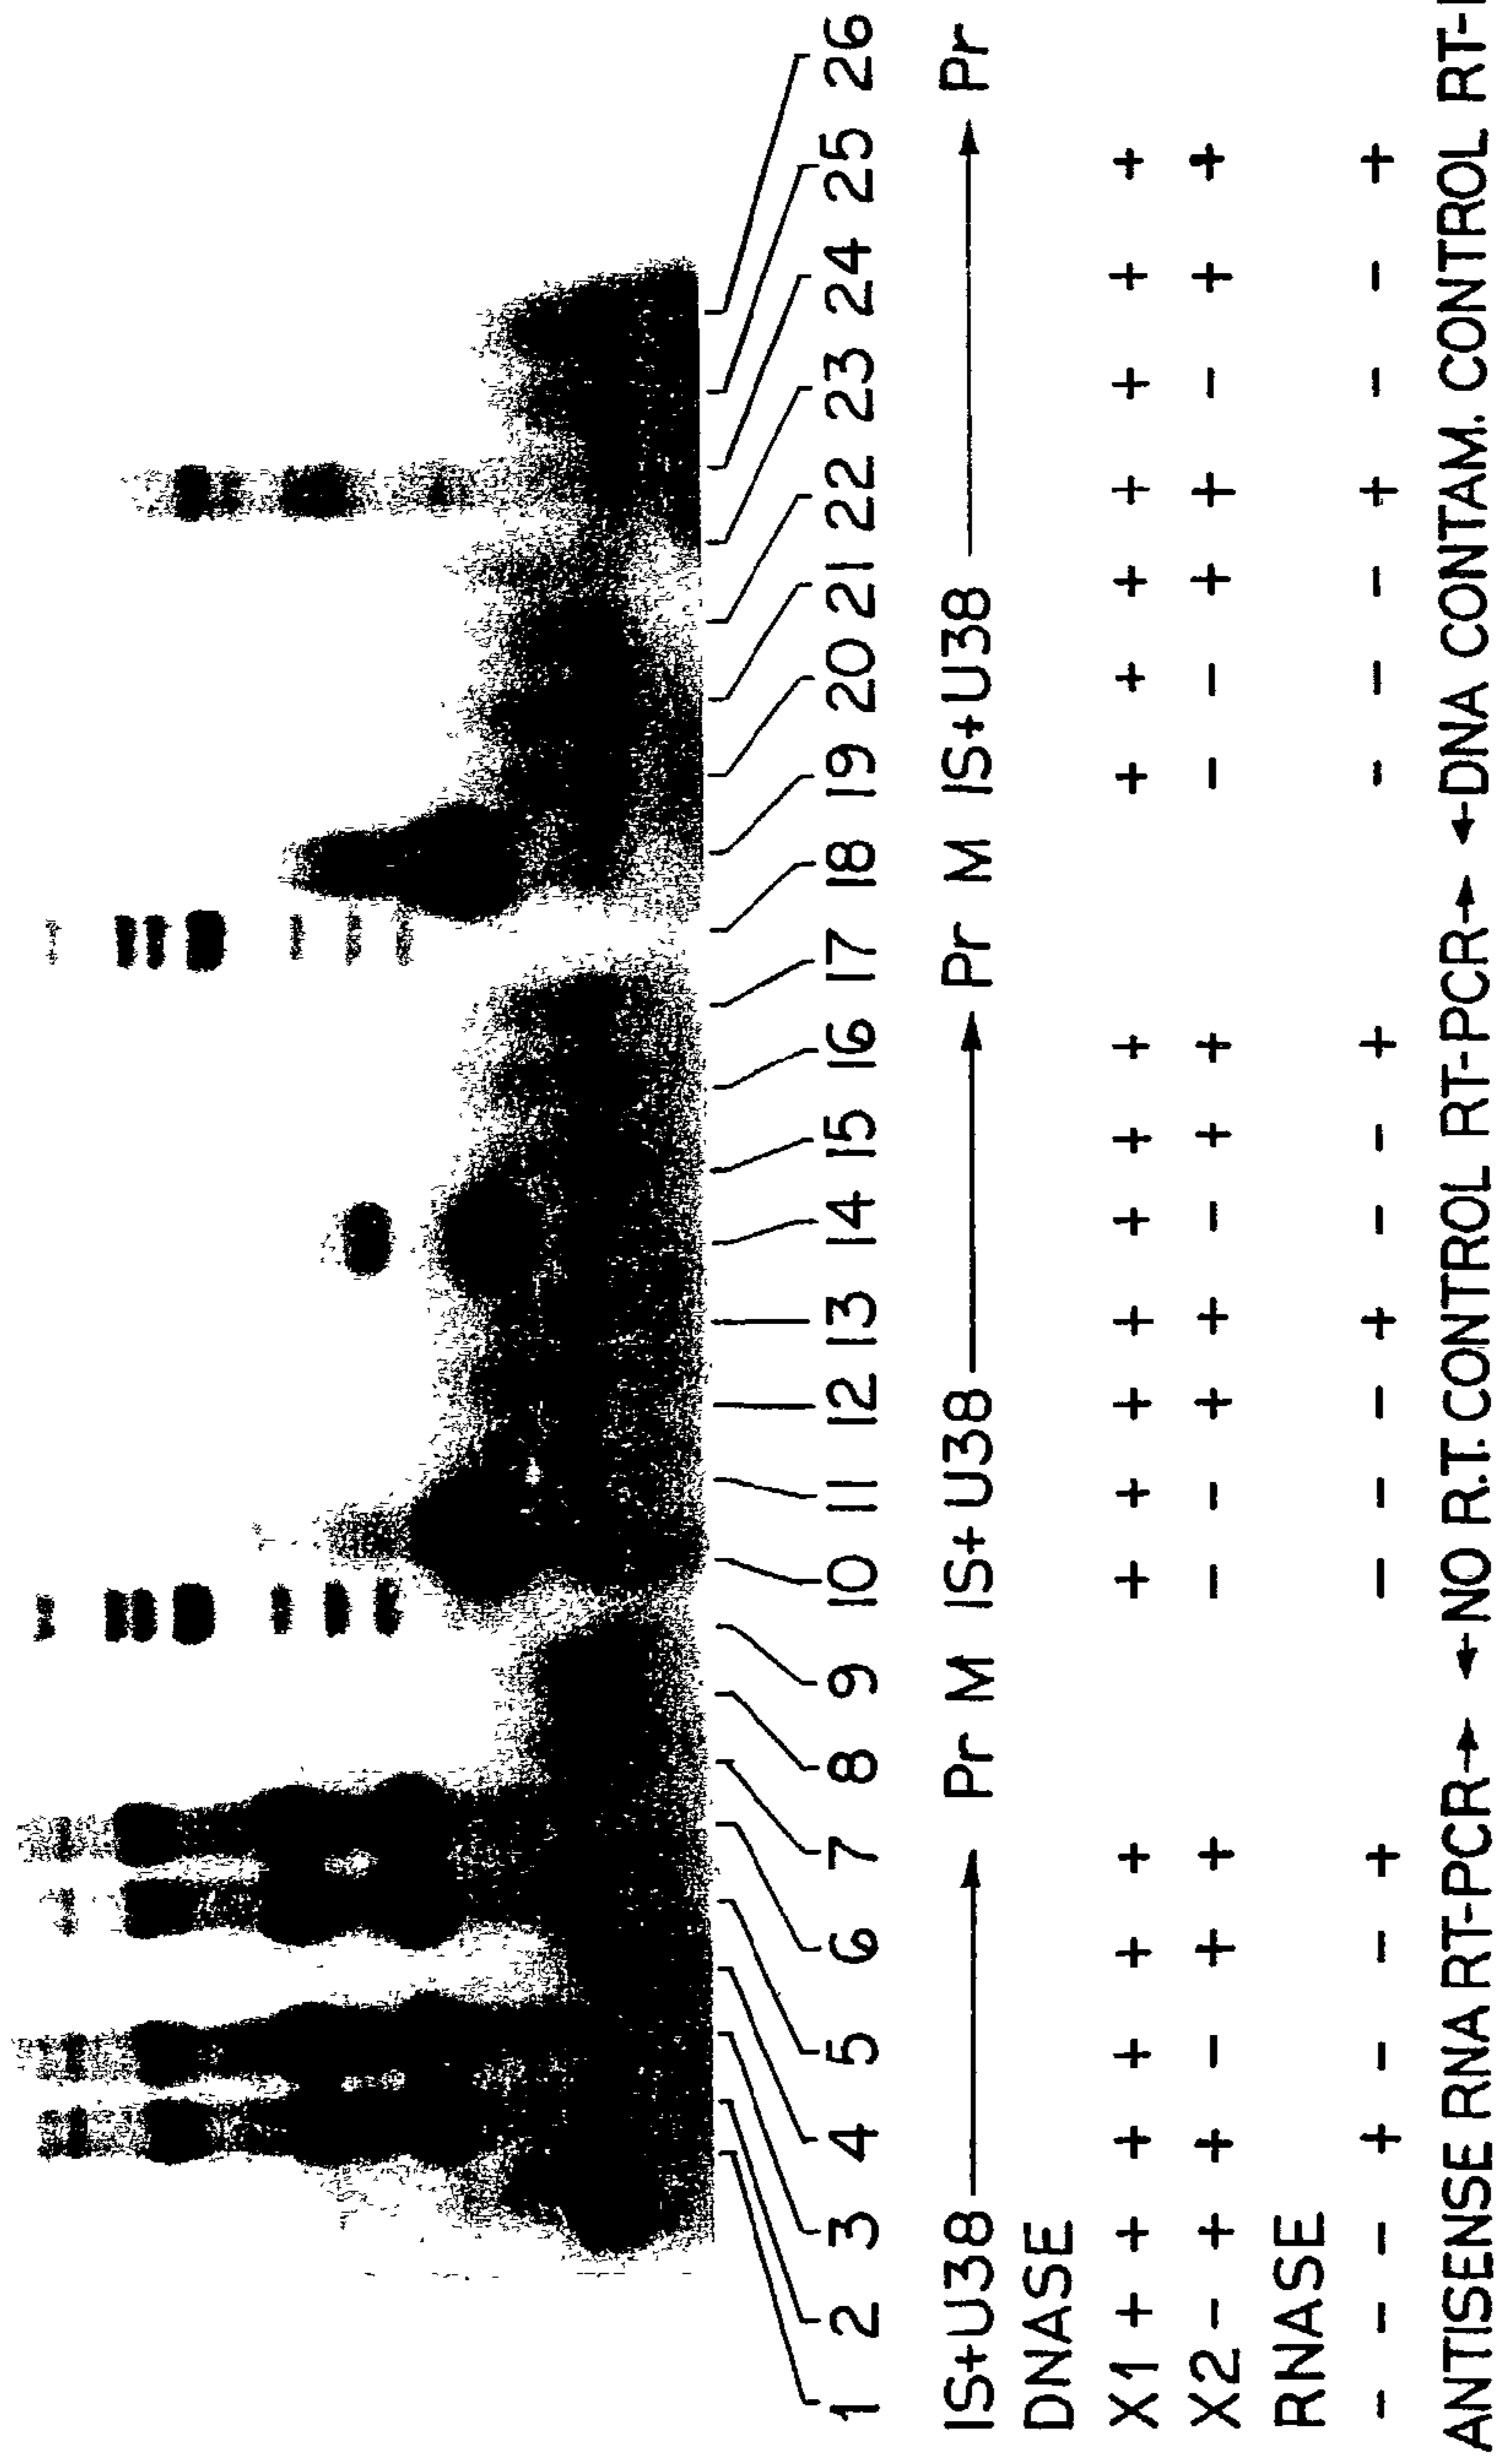 1 2 3 4 5 6 7 8 9 10 11 12 13 14 15 16 17 18 19 20 21 22 23 24 25 26
IS+U38 → Pr M IS+U38 → Pr M IS+U38 → Pr
DNASE
X1 + + + + + + + + + + + + + + + + + + + +
X2 - + + - + + - - + + - + + - - + + - + +
RNASE
- - - + - - + - - - + - - + - - - + - - +
ANTISENSE RNA RT-PCR→ ←NO R.T. CONTROL RT-PCR→ ←DNA CONTAM. CONTROL RT-